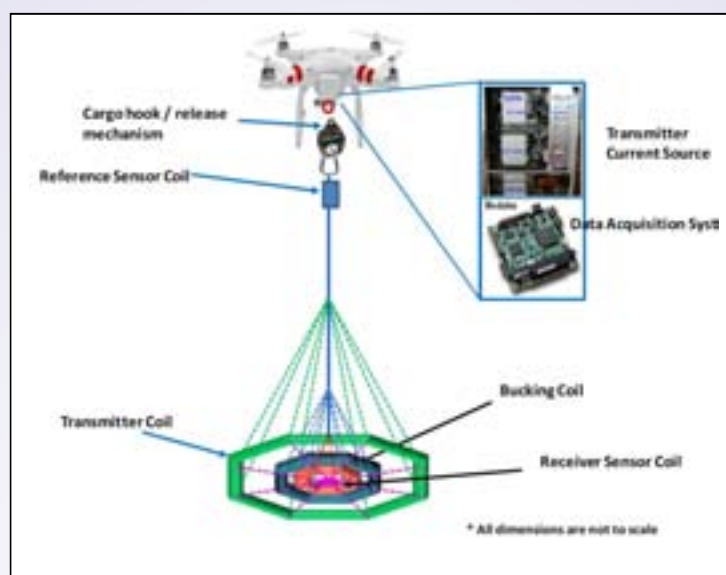 Cargo hook / release
mechanism
Reference Sensor Coil
Transmitter
Current Source
Data Acquisition Syst
Transmitter Coil
Bucking Coil
Receiver Sensor Coil
* All dimensions are not to scale